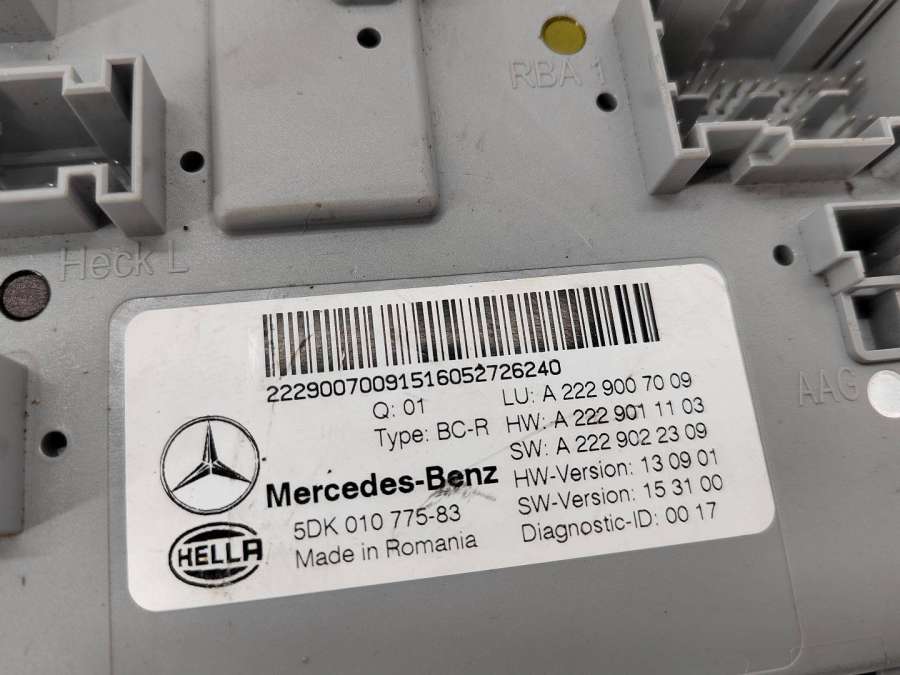 RBA 1
Heck L
AAG
2229007009151605272624​0
Q: 01
Type: BC-R
LU: A 222 900 70 09
HW: A 222 901 11 03
SW: A 222 902 23 09
HW-Version: 13 09 01
SW-Version: 15 31 00
Diagnostic-ID: 00 17
Mercedes-Benz
5DK 010 775-83
Made in Romania
HELLA